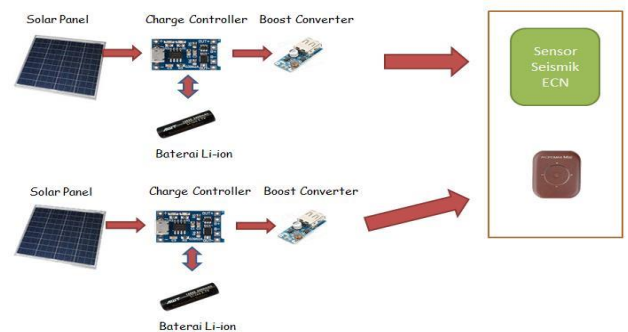 Solar Panel
Charge Controller
Boost Converter
Baterai Li-ion
Sensor
Seismik
ECN
Solar Panel
Charge Controller
Boost Converter
Baterai Li-ion